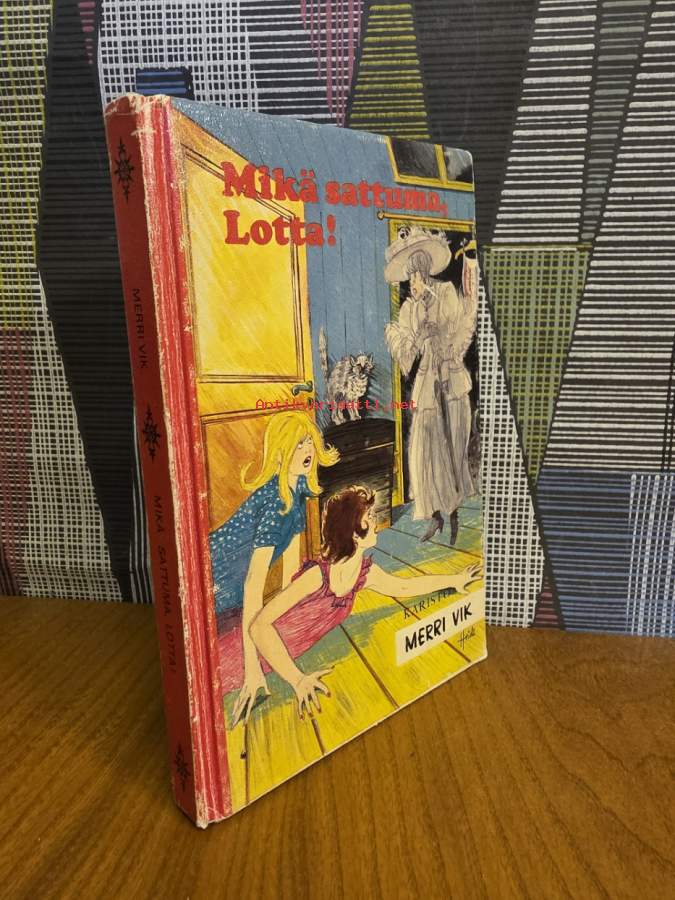 Mikä sattuma,
Lotta!
MERRI VIK
MIKÄ SATTUMA, LOTTA!
Antikvariaatti.net
KARISTO
MERRI VIK